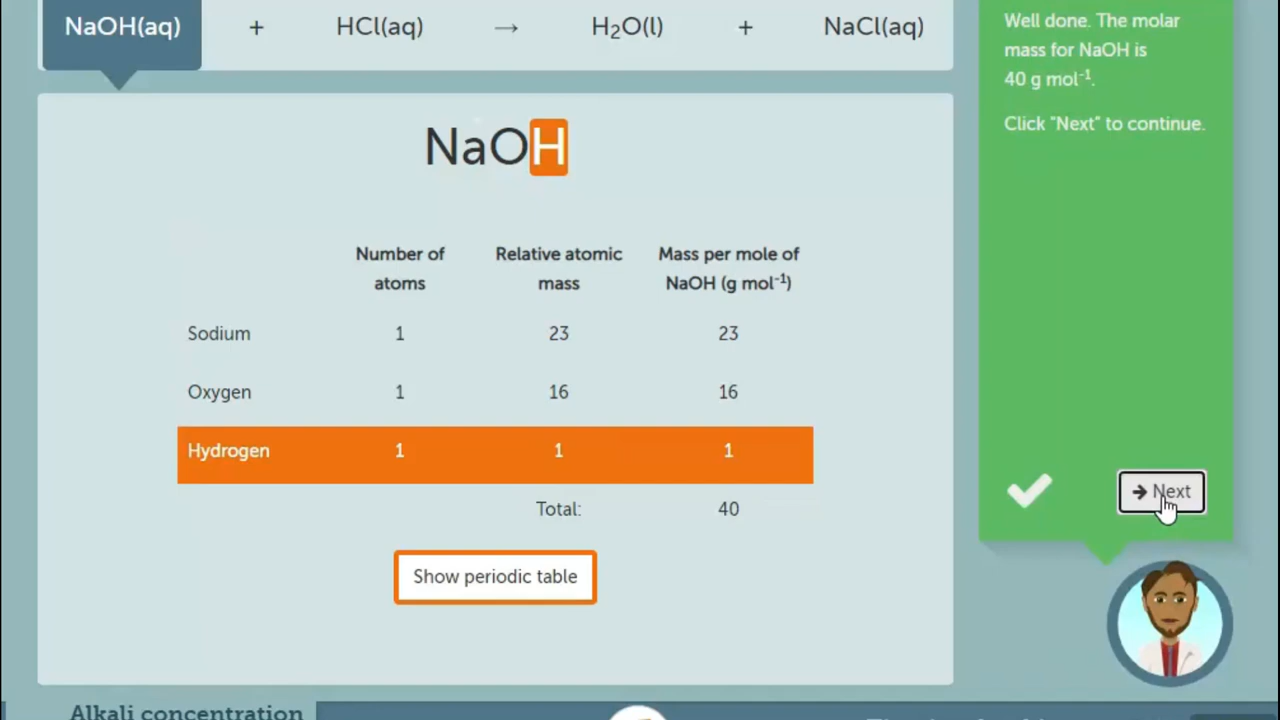 NaOH(aq) + HCl(aq) → H₂O(l) + NaCl(aq)
Well done. The molar
mass for NaOH is
40 g mol⁻¹.
Click "Next" to continue.
NaOH
Number of atoms Relative atomic mass Mass per mole of NaOH (g mol⁻¹)
Sodium 1 23 23
Oxygen 1 16 16
Hydrogen 1 1 1
Total: 40
Next
Show periodic table
Alkali concentration